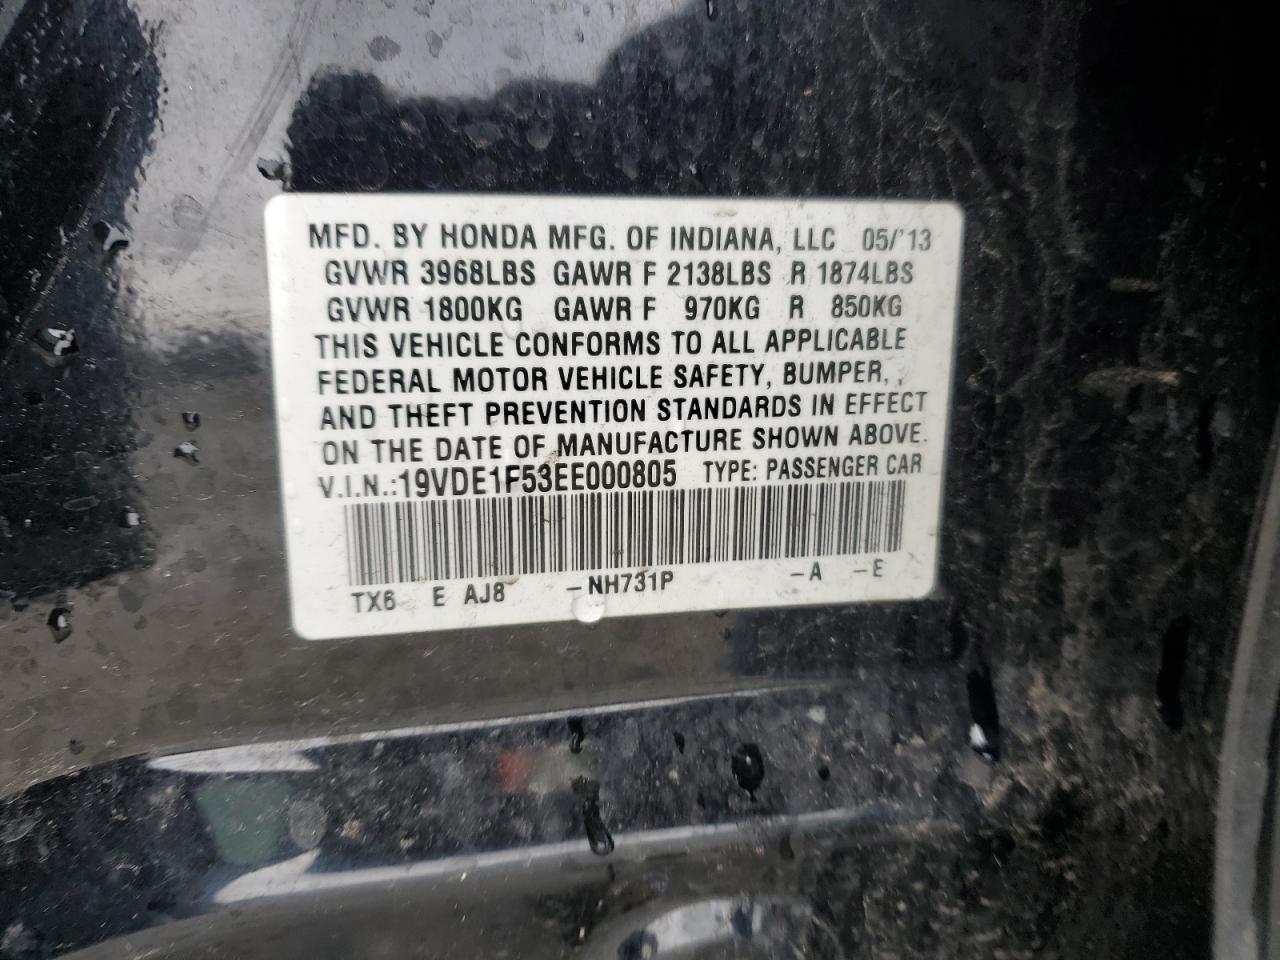 MFD. BY HONDA MFG. OF INDIANA, LLC 05/'13
GVWR 3968LBS GAWR F 2138LBS R 1874LBS
GVWR 1800KG GAWR F 970KG R 850KG
THIS VEHICLE CONFORMS TO ALL APPLICABLE
FEDERAL MOTOR VEHICLE SAFETY, BUMPER, ,
AND THEFT PREVENTION STANDARDS IN EFFECT
ON THE DATE OF MANUFACTURE SHOWN ABOVE.
V.I.N.:19VDE1F53EE000805 TYPE: PASSENGER CAR
TX6 E AJ8 –NH731P –A –E